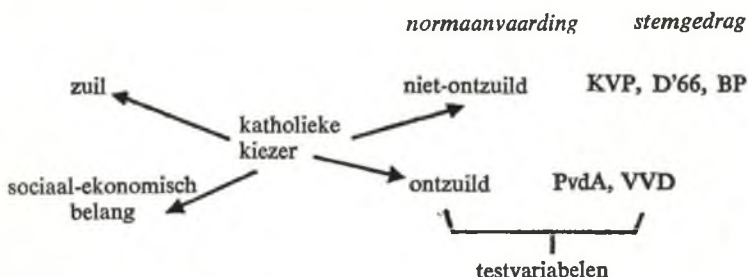 normaanvaarding stemgedrag
zuil niet-ontzuild KVP, D'66, BP
katholieke
kiezer
sociaal-ekonomisch
belang
ontzuild PvdA, VVD
testvariabelen